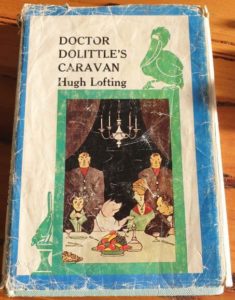 DOCTOR
DOLITTLE'S
CARAVAN
Hugh Lofting